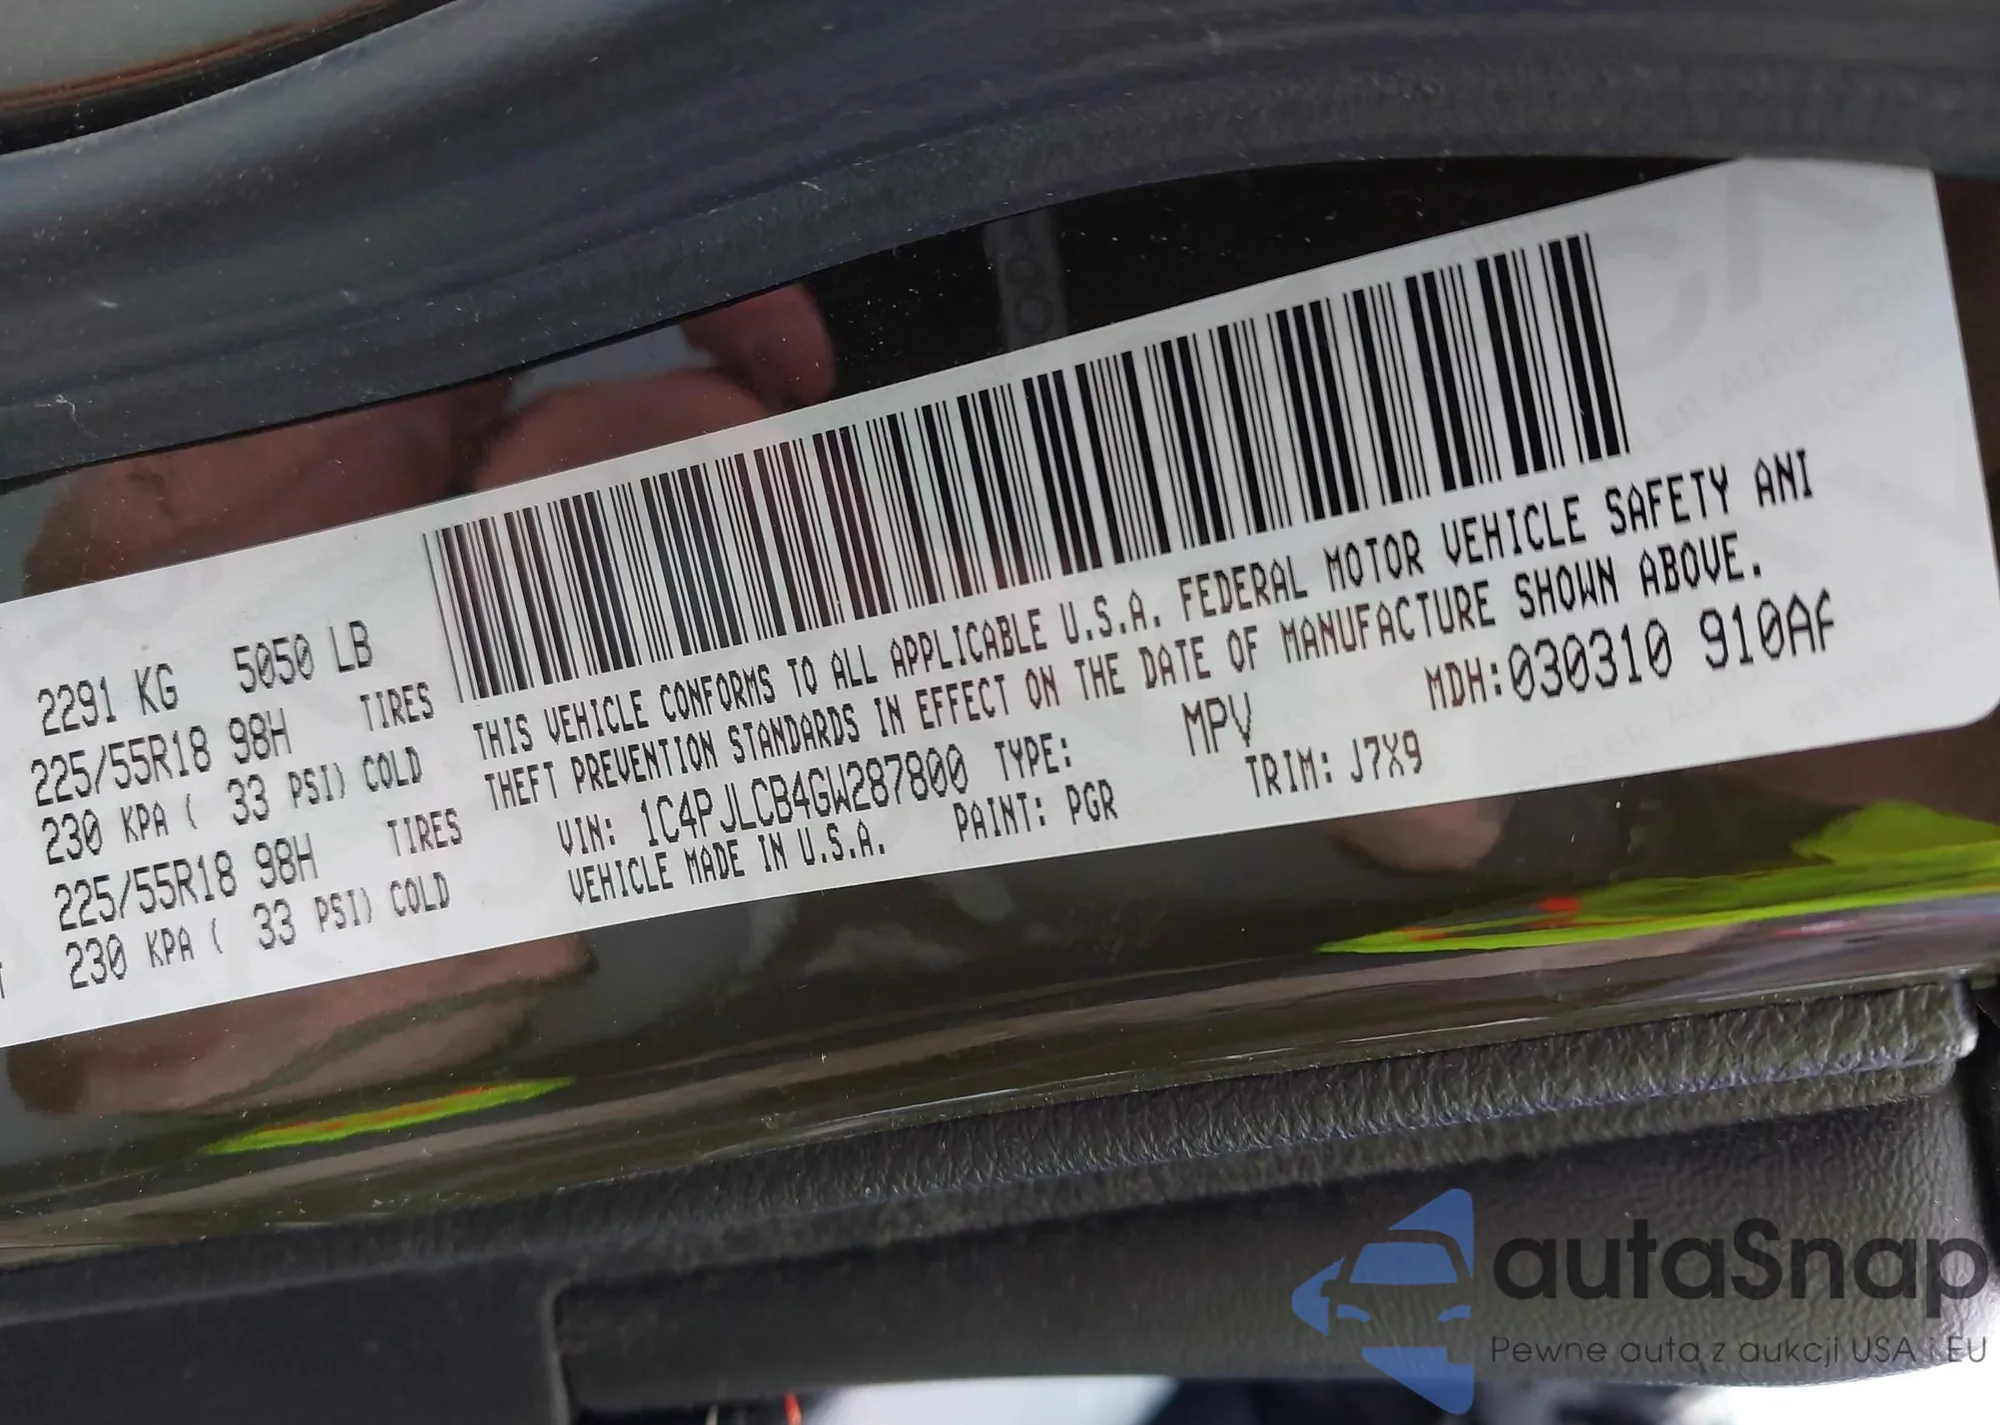 2291 KG 5050 LB
225/55R18 98H TIRES
230 KPA ( 33 PSI) COLD
225/55R18 98H TIRES
230 KPA ( 33 PSI) COLD
THIS VEHICLE CONFORMS TO ALL APPLICABLE U.S.A. FEDERAL MOTOR VEHICLE SAFETY
THEFT PREVENTION STANDARDS IN EFFECT ON THE DATE OF MANUFACTURE SHOWN ABOVE.
VIN: 1C4PJLCB4GW287800 TYPE: MPV MDH:030310
VEHICLE MADE IN U.S.A. PAINT: PGR TRIM: J7X9
autaSnap
Pewne auta z aukcji USA i EU